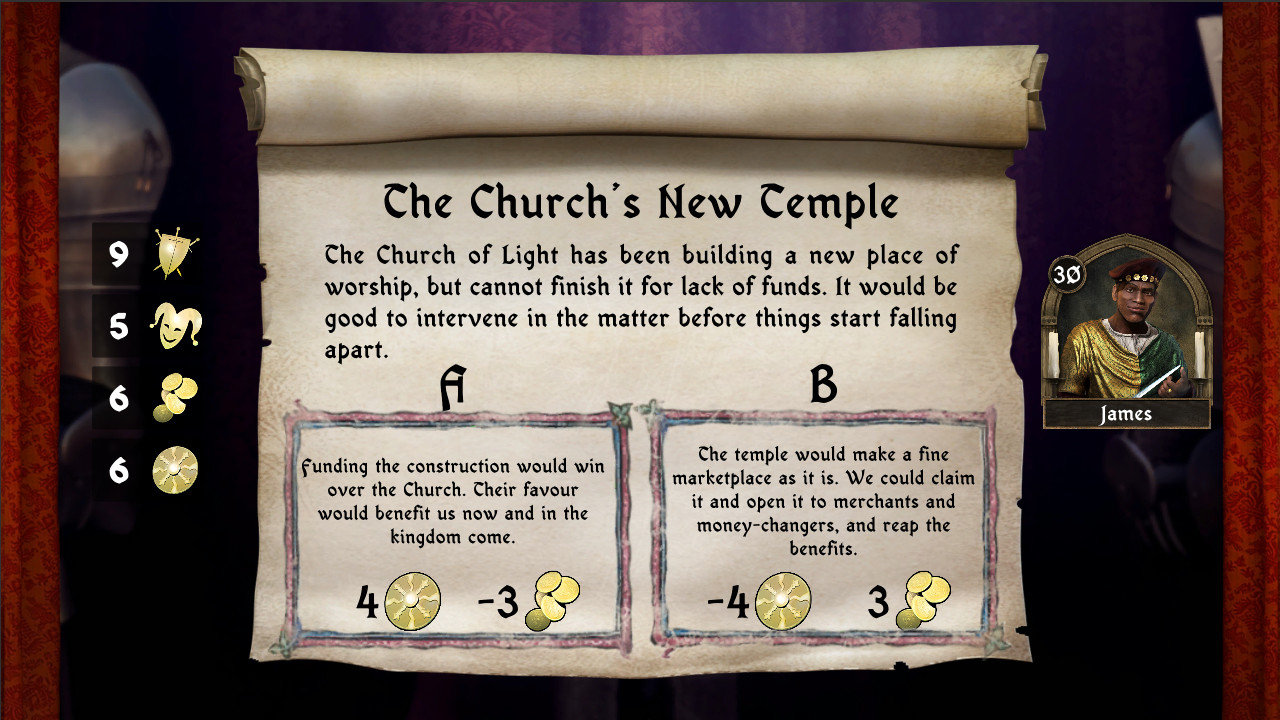 The Church's New Temple
The Church of Light has been building a new place of
worship, but cannot finish it for lack of funds. It would be
good to intervene in the matter before things start falling
apart.
9
5
6
6
30
James
A
Funding the construction would win
over the Church. Their favour
would benefit us now and in the
kingdom come.
4 -3
B
The temple would make a fine
marketplace as it is. We could claim
it and open it to merchants and
money-changers, and reap the
benefits.
-4 3